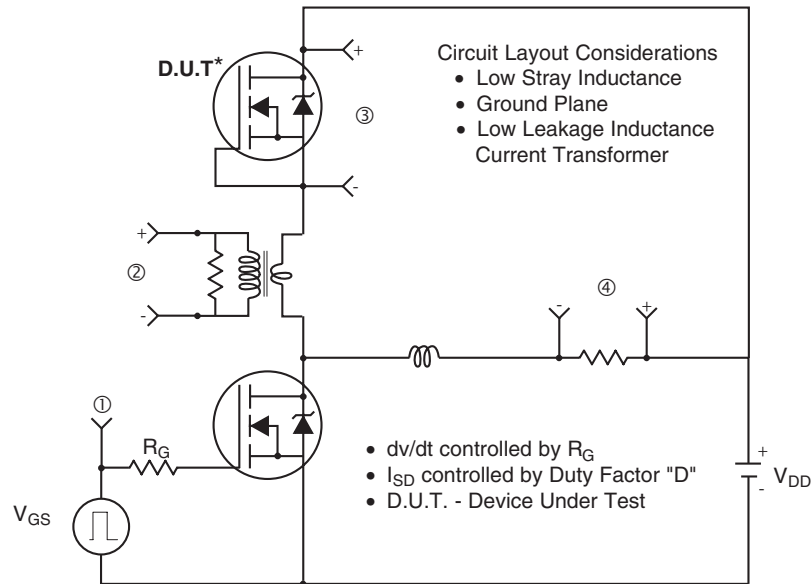 D.U.T*
+
③
-
Circuit Layout Considerations
• Low Stray Inductance
• Ground Plane
• Low Leakage Inductance
Current Transformer
+
②
-
④
-
+
①
R_G
V_GS
• dv/dt controlled by R_G
• I_SD controlled by Duty Factor "D"
• D.U.T. - Device Under Test
+
-
V_DD